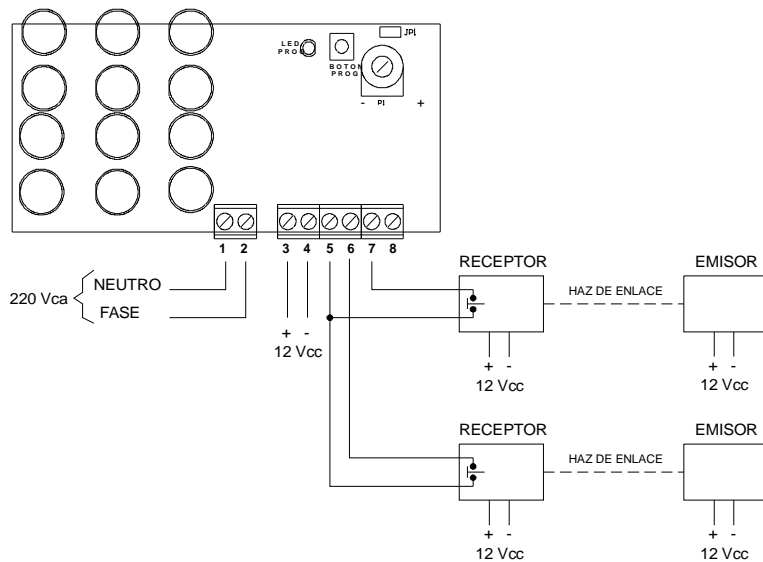 JP1
LED
PROG
BOTON
PROG
- P1 +
1 2 3 4 5 6 7 8
220 Vca
NEUTRO
FASE
+ -
12 Vcc
RECEPTOR
HAZ DE ENLACE
EMISOR
+ -
12 Vcc
+ -
12 Vcc
RECEPTOR
HAZ DE ENLACE
EMISOR
+ -
12 Vcc
+ -
12 Vcc